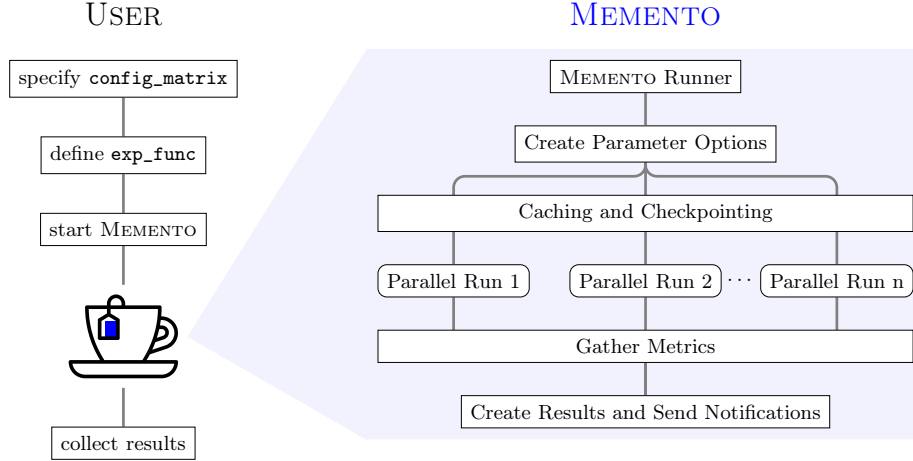 USER
specify config_matrix
define exp_func
start MEMENTO
collect results
MEMENTO
MEMENTO Runner
Create Parameter Options
Caching and Checkpointing
Parallel Run 1 Parallel Run 2 ··· Parallel Run n
Gather Metrics
Create Results and Send Notifications